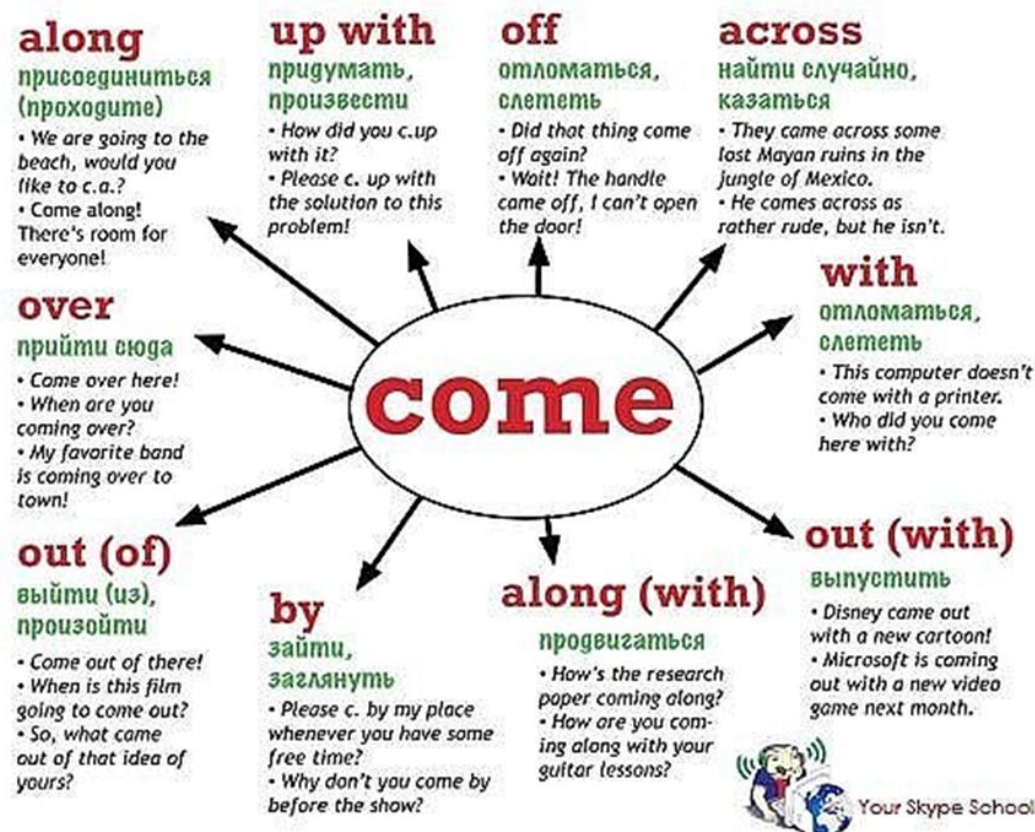 along
присоединиться
(проходите)
• We are going to the
beach, would you
like to c.a.?
• Come along!
There's room for
everyone!
up with
придумать,
произвести
• How did you c.up
with it?
• Please c. up with
the solution to this
problem!
off
отломаться,
слететь
• Did that thing come
off again?
• Wait! The handle
came off, I can't open
the door!
across
найти случайно,
казаться
• They came across some
lost Mayan ruins in the
jungle of Mexico.
• He comes across as
rather rude, but he isn't.
over
прийти сюда
• Come over here!
• When are you
coming over?
• My favorite band
is coming over to
town!
come
with
отломаться,
слететь
• This computer doesn't
come with a printer.
• Who did you come
here with?
out (of)
выйти (из),
произойти
• Come out of there!
• When is this film
going to come out?
• So, what came
out of that idea of
yours?
by
зайти,
заглянуть
• Please c. by my place
whenever you have some
free time?
• Why don't you come by
before the show?
along (with)
продвигаться
• How's the research
paper coming along?
• How are you com-
ing along with your
guitar lessons?
out (with)
выпустить
• Disney came out
with a new cartoon!
• Microsoft is coming
out with a new video
game next month.
Your Skype School